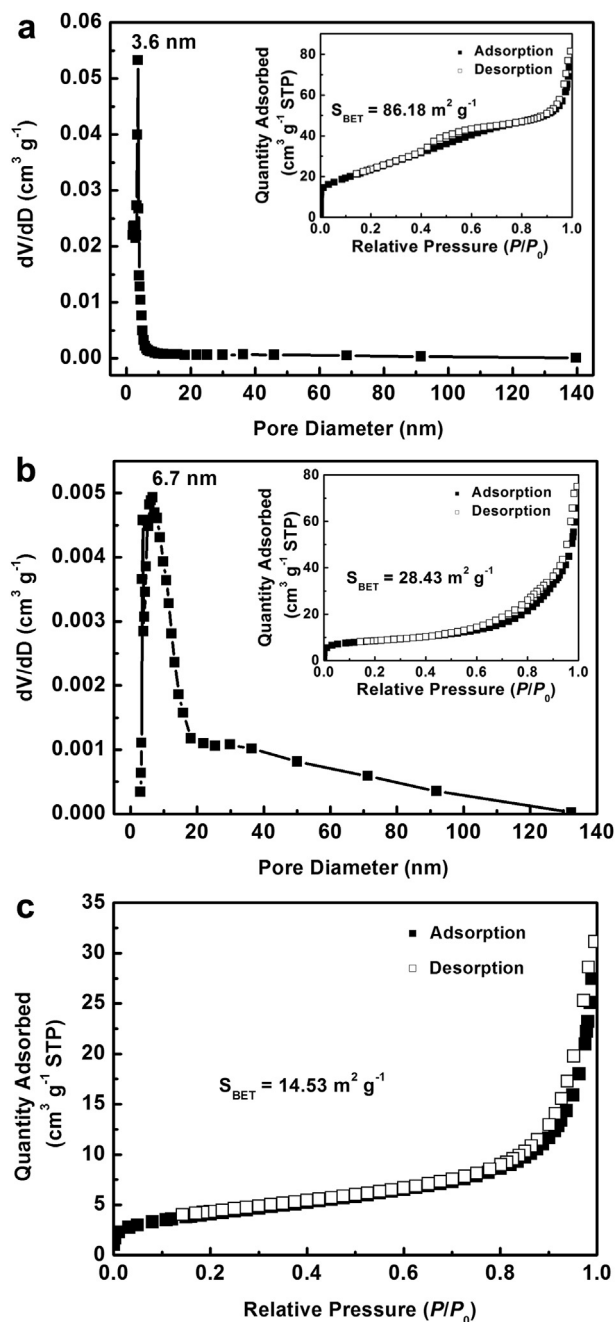 a
3.6 nm
0.06
0.05
0.04
0.03
0.02
0.01
0.00
dV/dD (cm³ g⁻¹)
0 20 40 60 80 100 120 140
Pore Diameter (nm)
80
60
40
20
0
Quantity Adsorbed
(cm³ g⁻¹ STP)
Adsorption
Desorption
S_BET = 86.18 m² g⁻¹
0.0 0.2 0.4 0.6 0.8 1.0
Relative Pressure (P/P₀)
b
6.7 nm
0.005
0.004
0.003
0.002
0.001
0.000
dV/dD (cm³ g⁻¹)
0 20 40 60 80 100 120 140
Pore Diameter (nm)
80
60
40
20
0
Quantity Adsorbed
(cm³ g⁻¹ STP)
Adsorption
Desorption
S_BET = 28.43 m² g⁻¹
0.0 0.2 0.4 0.6 0.8 1.0
Relative Pressure (P/P₀)
c
35
30
25
20
15
10
5
0
Quantity Adsorbed
(cm³ g⁻¹ STP)
Adsorption
Desorption
S_BET = 14.53 m² g⁻¹
0.0 0.2 0.4 0.6 0.8 1.0
Relative Pressure (P/P₀)